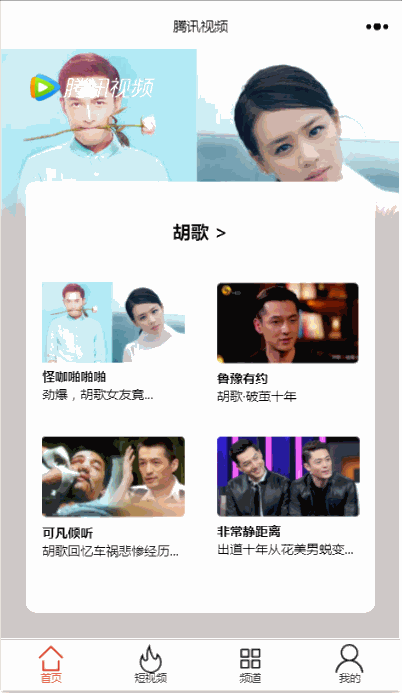 腾讯视频
腾讯视频
胡歌 >
怪咖啪啪啪
劲爆，胡歌女友竟...
鲁豫有约
胡歌·破茧十年
可凡倾听
胡歌回忆车祸悲惨经历...
非常静距离
出道十年从花美男蜕变...
首页
短视频
频道
我的